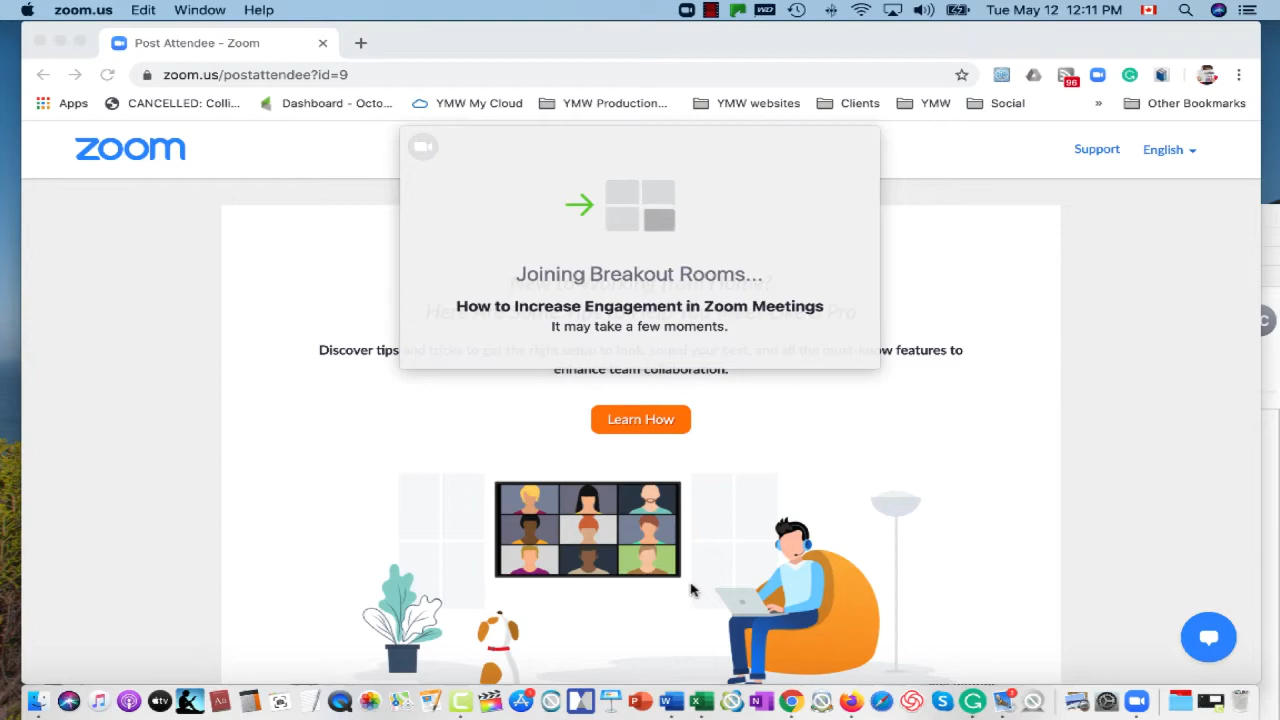 zoom.us Edit Window Help Tue May 12 12:11 PM
Post Attendee - Zoom
zoom.us/postattendee?id=9
96
Apps CANCELLED: Colli... Dashboard - Octo... YMW My Cloud YMW Production... YMW websites Clients YMW Social » Other Bookmarks
zoom
Support English
Joining Breakout Rooms...
How to Increase Engagement in Zoom Meetings
It may take a few moments.
Discover tips and tricks to get the right setup to look, sound your best, and all the must-know features to
enhance team collaboration.
Learn How